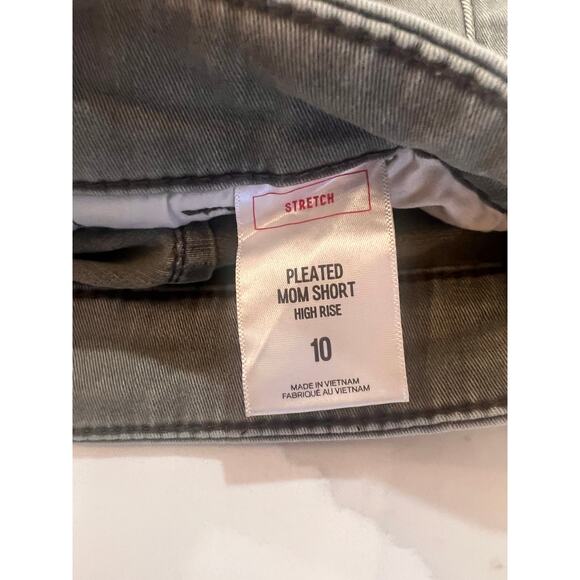 STRETCH
PLEATED
MOM SHORT
HIGH RISE
10
MADE IN VIETNAM
FABRIQUÉ AU VIETNAM